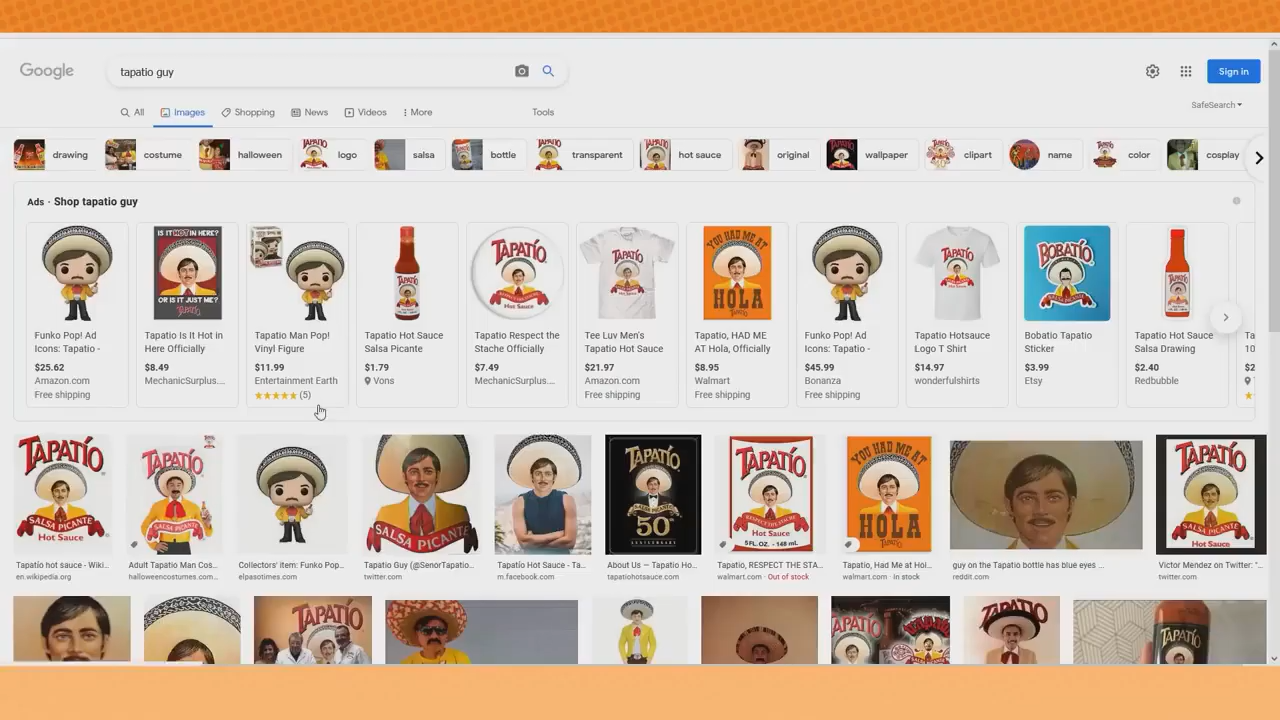 Google
tapatio guy
Sign in
All
Images
Shopping
News
Videos
More
Tools
SafeSearch
drawing
costume
halloween
logo
salsa
bottle
transparent
hot sauce
original
wallpaper
clipart
name
color
cosplay
Ads · Shop tapatio guy
IS IT HOT IN HERE?
OR IS IT JUST ME?
TAPATÍO
Hot Sauce
YOU HAD ME AT
HOLA
BOBATÍO
TAPATÍO
Funko Pop! Ad
Icons: Tapatio -
$25.62
Amazon.com
Free shipping
Tapatio Is It Hot in
Here Officially
$8.49
MechanicSurplus....
Tapatio Man Pop!
Vinyl Figure
$11.99
Entertainment Earth
(5)
Tapatio Hot Sauce
Salsa Picante
$1.79
Vons
Tapatio Respect the
Stache Officially
$7.49
MechanicSurplus....
Tee Luv Men's
Tapatio Hot Sauce
$21.97
Amazon.com
Free shipping
Tapatio, HAD ME
AT Hola, Officially
$8.95
Walmart
Free shipping
Funko Pop! Ad
Icons: Tapatio -
$45.99
Bonanza
Free shipping
Tapatio Hotsauce
Logo T Shirt
$14.97
wonderfulshirts
Bobatio Tapatio
Sticker
$3.99
Etsy
Tapatio Hot Sauce
Salsa Drawing
$2.40
Redbubble
TAPATÍO
SALSA PICANTE
Hot Sauce
TAPATÍO
SALSA PICANTE
SALSA PICANTE
TAPATÍO
50
TAPATÍO
RESPECT THE STACHE
5 FL. OZ. - 148 mL
YOU HAD ME AT
HOLA
TAPATÍO
SALSA PICANTE
Hot Sauce
Tapatío hot sauce - Wiki...
en.wikipedia.org
Adult Tapatio Man Cos...
halloweencostumes.com...
Collectors' item: Funko Pop...
elpasotimes.com
Tapatio Guy (@SenorTapatio...
twitter.com
Tapatío Hot Sauce - Ta...
m.facebook.com
About Us — Tapatio Ho...
tapatiohotsauce.com
Tapatio, RESPECT THE STA...
walmart.com · Out of stock
Tapatio, Had Me at Hol...
walmart.com · In stock
guy on the Tapatio bottle has blue eyes ...
reddit.com
Victor Mendez on Twitter: "...
twitter.com
TAPATÍO
TAPATÍO
TAPATÍO
TAPATÍO